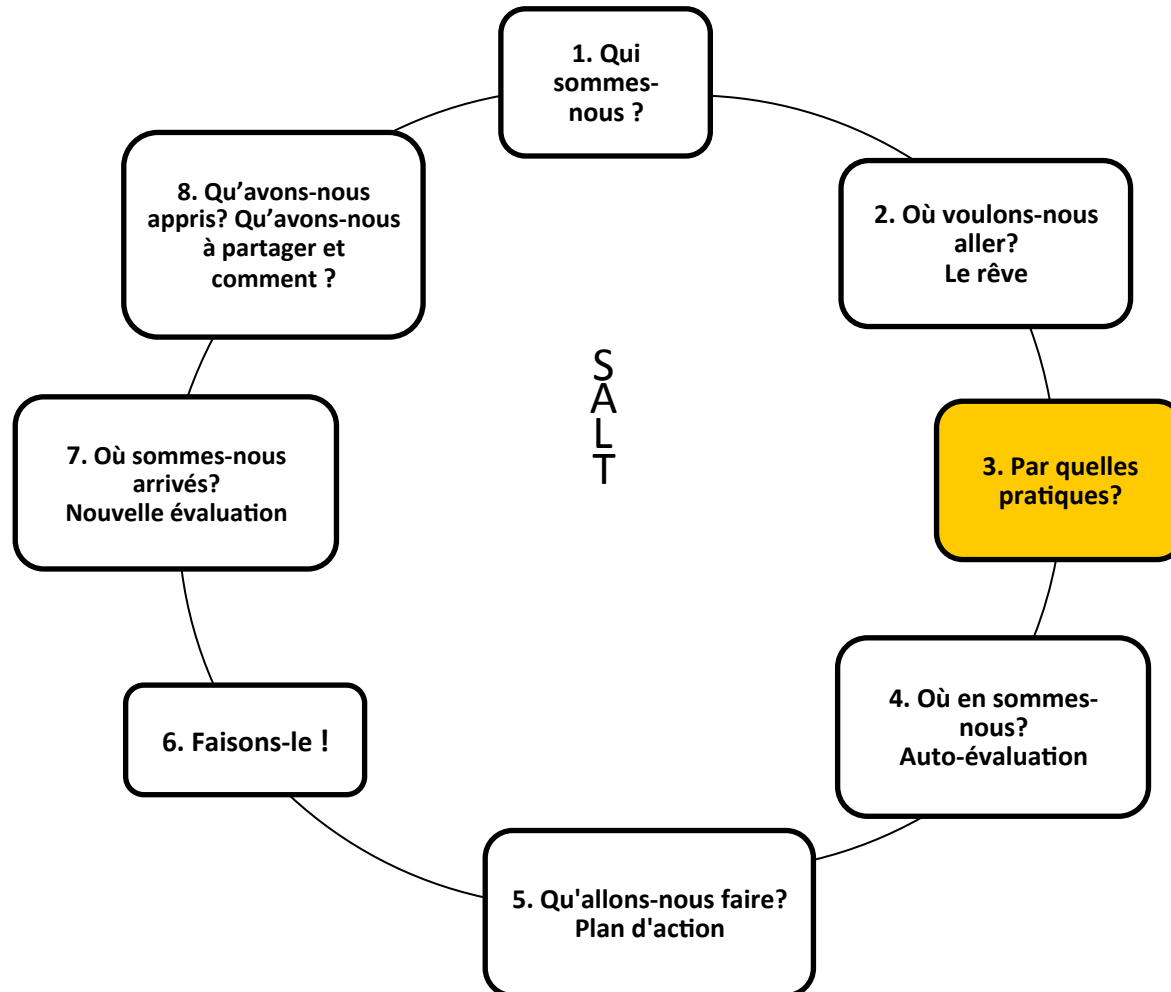 1. Qui
sommes-
nous ?
2. Où voulons-nous
aller?
Le rêve
3. Par quelles
pratiques?
4. Où en sommes-
nous?
Auto-évaluation
5. Qu'allons-nous faire?
Plan d'action
6. Faisons-le !
7. Où sommes-nous
arrivés?
Nouvelle évaluation
8. Qu’avons-nous
appris? Qu’avons-nous
à partager et
comment ?
S
A
L
T